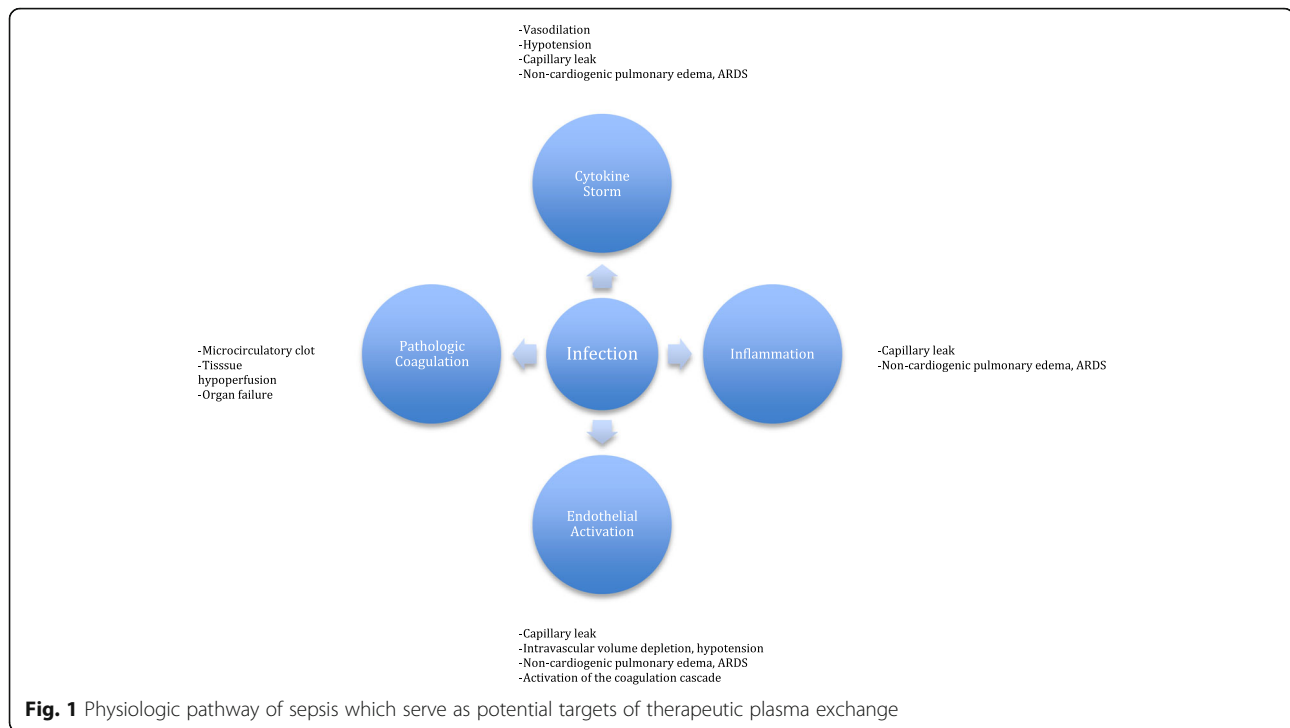 -Vasodilation
-Hypotension
-Capillary leak
-Non-cardiogenic pulmonary edema, ARDS
Cytokine
Storm
-Microcirculatory clot
-Tisssue
hypoperfusion
-Organ failure
Pathologic
Coagulation
Infection
Inflammation
-Capillary leak
-Non-cardiogenic pulmonary edema, ARDS
Endothelial
Activation
-Capillary leak
-Intravascular volume depletion, hypotension
-Non-cardiogenic pulmonary edema, ARDS
-Activation of the coagulation cascade
Fig. 1 Physiologic pathway of sepsis which serve as potential targets of therapeutic plasma exchange